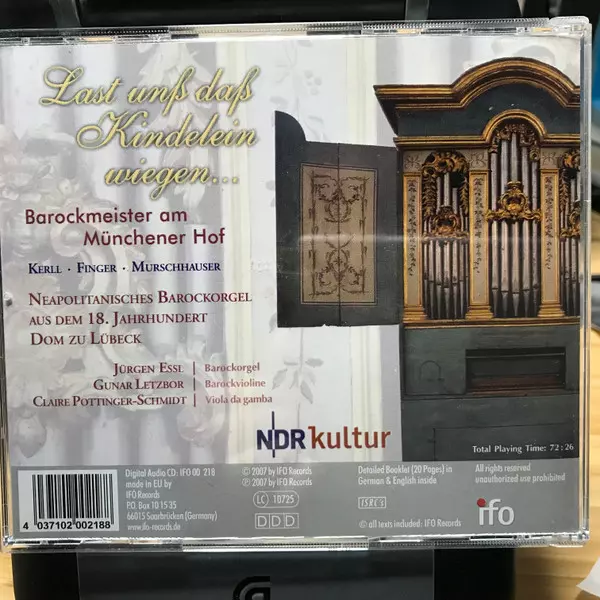 Last unß daß
Kindelein
wiegen...
Barockmeister am
Münchener Hof
Kerll · Finger · Murschhauser
Neapolitanisches Barockorgel
aus dem 18. Jahrhundert
Dom zu Lübeck
Jürgen Essl | Barockorgel
Gunar Letzbor | Barockvioline
Claire Pottinger-Schmidt | Viola da gamba
NDR kultur
Total Playing Time: 72:26
4 037102 002188
Digital Audio CD: IFO 00 218
made in EU by
IFO Records
P.O. Box 10 15 35
66015 Saarbrücken (Germany)
www.ifo-records.de
© 2007 by IFO Records
℗ 2007 by IFO Records
LC 10725
DDD
Detailed Booklet (20 Pages) in
German & English inside
ISRC's
© all texts included: IFO Records
All rights reserved
unauthorized use prohibited
ifo